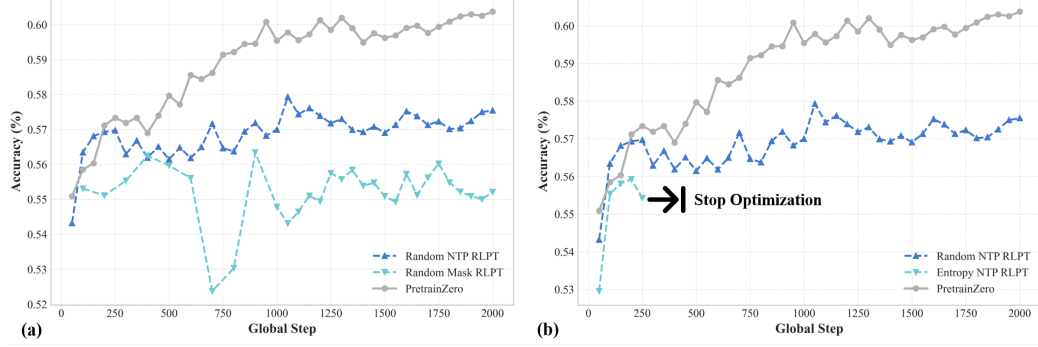 0.60
0.59
0.58
0.57
0.56
0.55
0.54
0.53
0.52
Accuracy (%)
0 250 500 750 1000 1250 1500 1750 2000
Global Step
Random NTP RLPT
Random Mask RLPT
PretrainZero
(a)
0.60
0.59
0.58
0.57
0.56
0.55
0.54
0.53
Accuracy (%)
0 250 500 750 1000 1250 1500 1750 2000
Global Step
Stop Optimization
Random NTP RLPT
Entropy NTP RLPT
PretrainZero
(b)